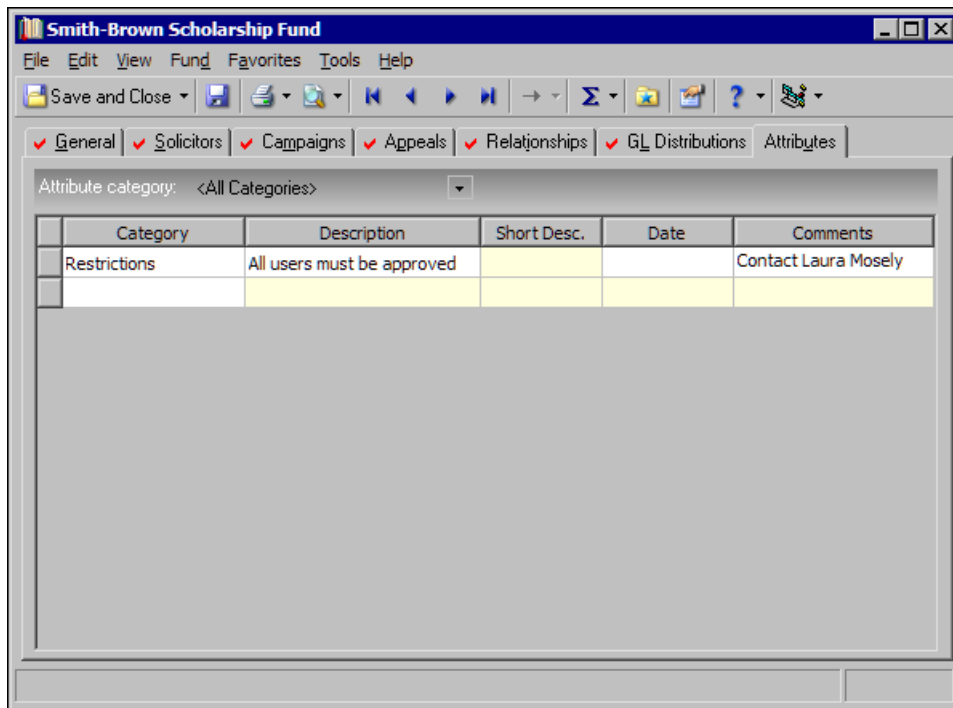 Smith-Brown Scholarship Fund
File Edit View Fund Favorites Tools Help
Save and Close Σ ?
General Solicitors Campaigns Appeals Relationships GL Distributions Attributes
Attribute category: <All Categories>
Category Description Short Desc. Date Comments
Restrictions All users must be approved Contact Laura Mosely